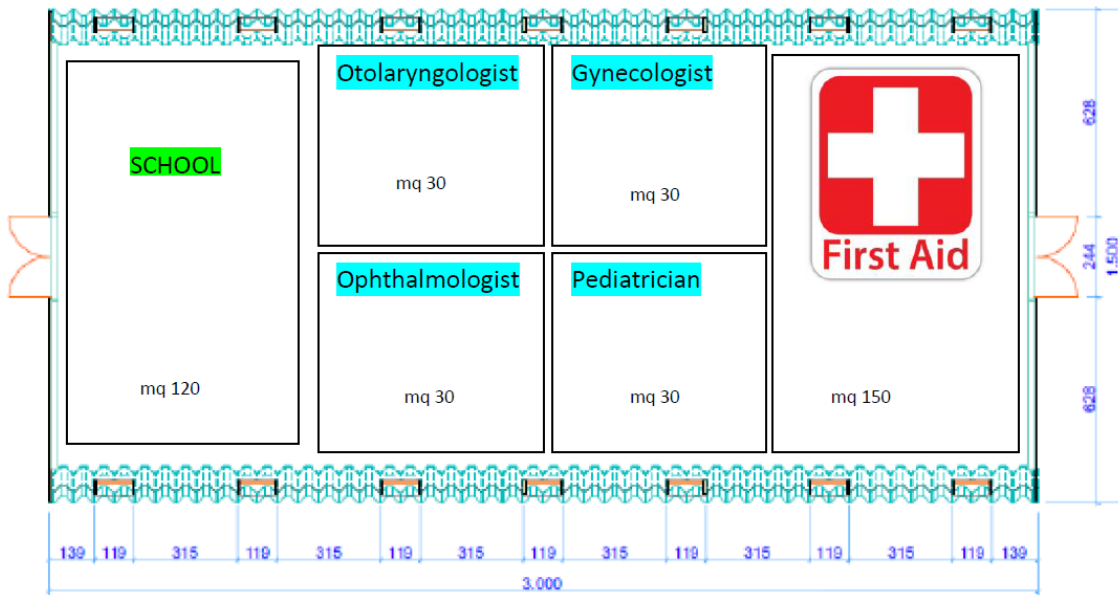 Otolaryngologist
Gynecologist
SCHOOL
mq 30
mq 30
First Aid
Ophthalmologist
Pediatrician
mq 120
mq 30
mq 30
mq 150
628
244
1.500
628
139 119 315 119 315 119 315 119 315 119 315 119 315 119 139
3.000